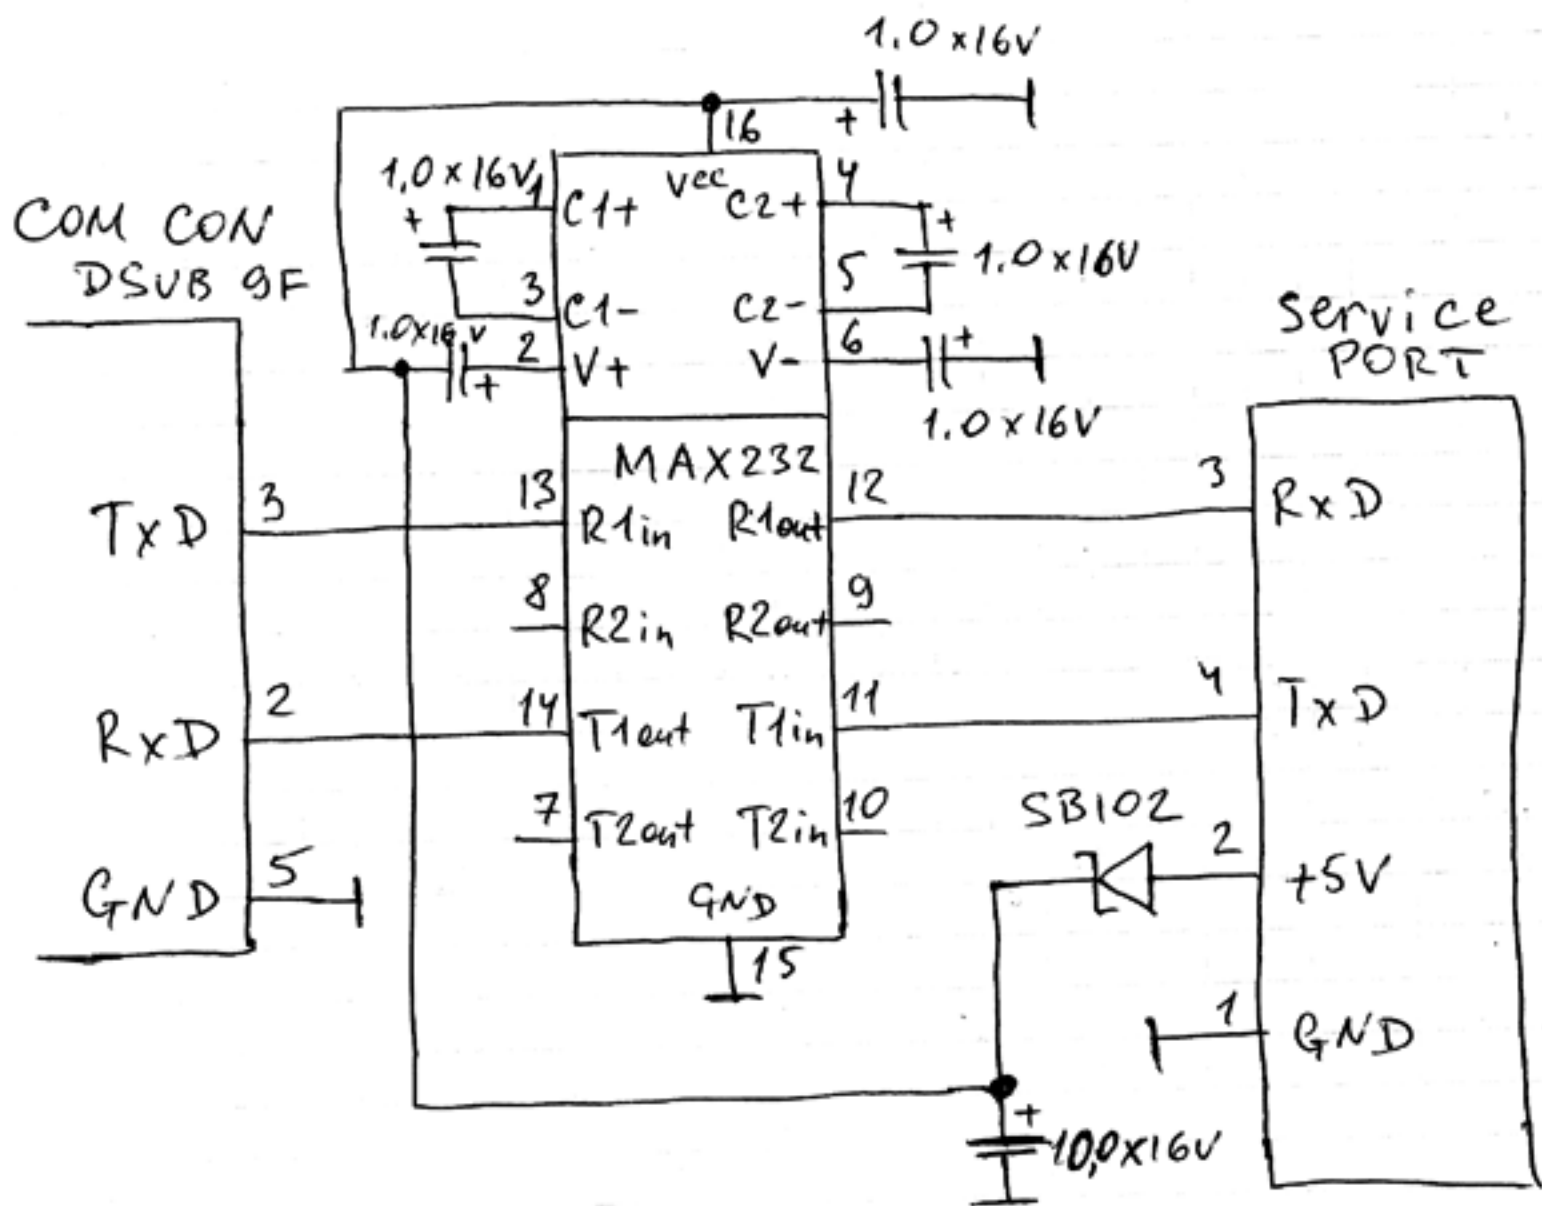 1.0x16V
16
1,0x16V
1
C1+
Vcc
C2+
4
+
+
+
COM CON
DSUB 9F
3
C1-
C2-
5
1.0x16V
1.0x16V
2
V+
V-
6
+
+
1.0x16V
Service
PORT
MAX232
TxD
3
13
R1in
R1out
12
3
RxD
8
R2in
R2out
9
RxD
2
14
T1out
T1in
11
4
TxD
7
T2out
T2in
10
SB102
2
+5V
GND
5
GND
15
1
GND
+
10,0x16V